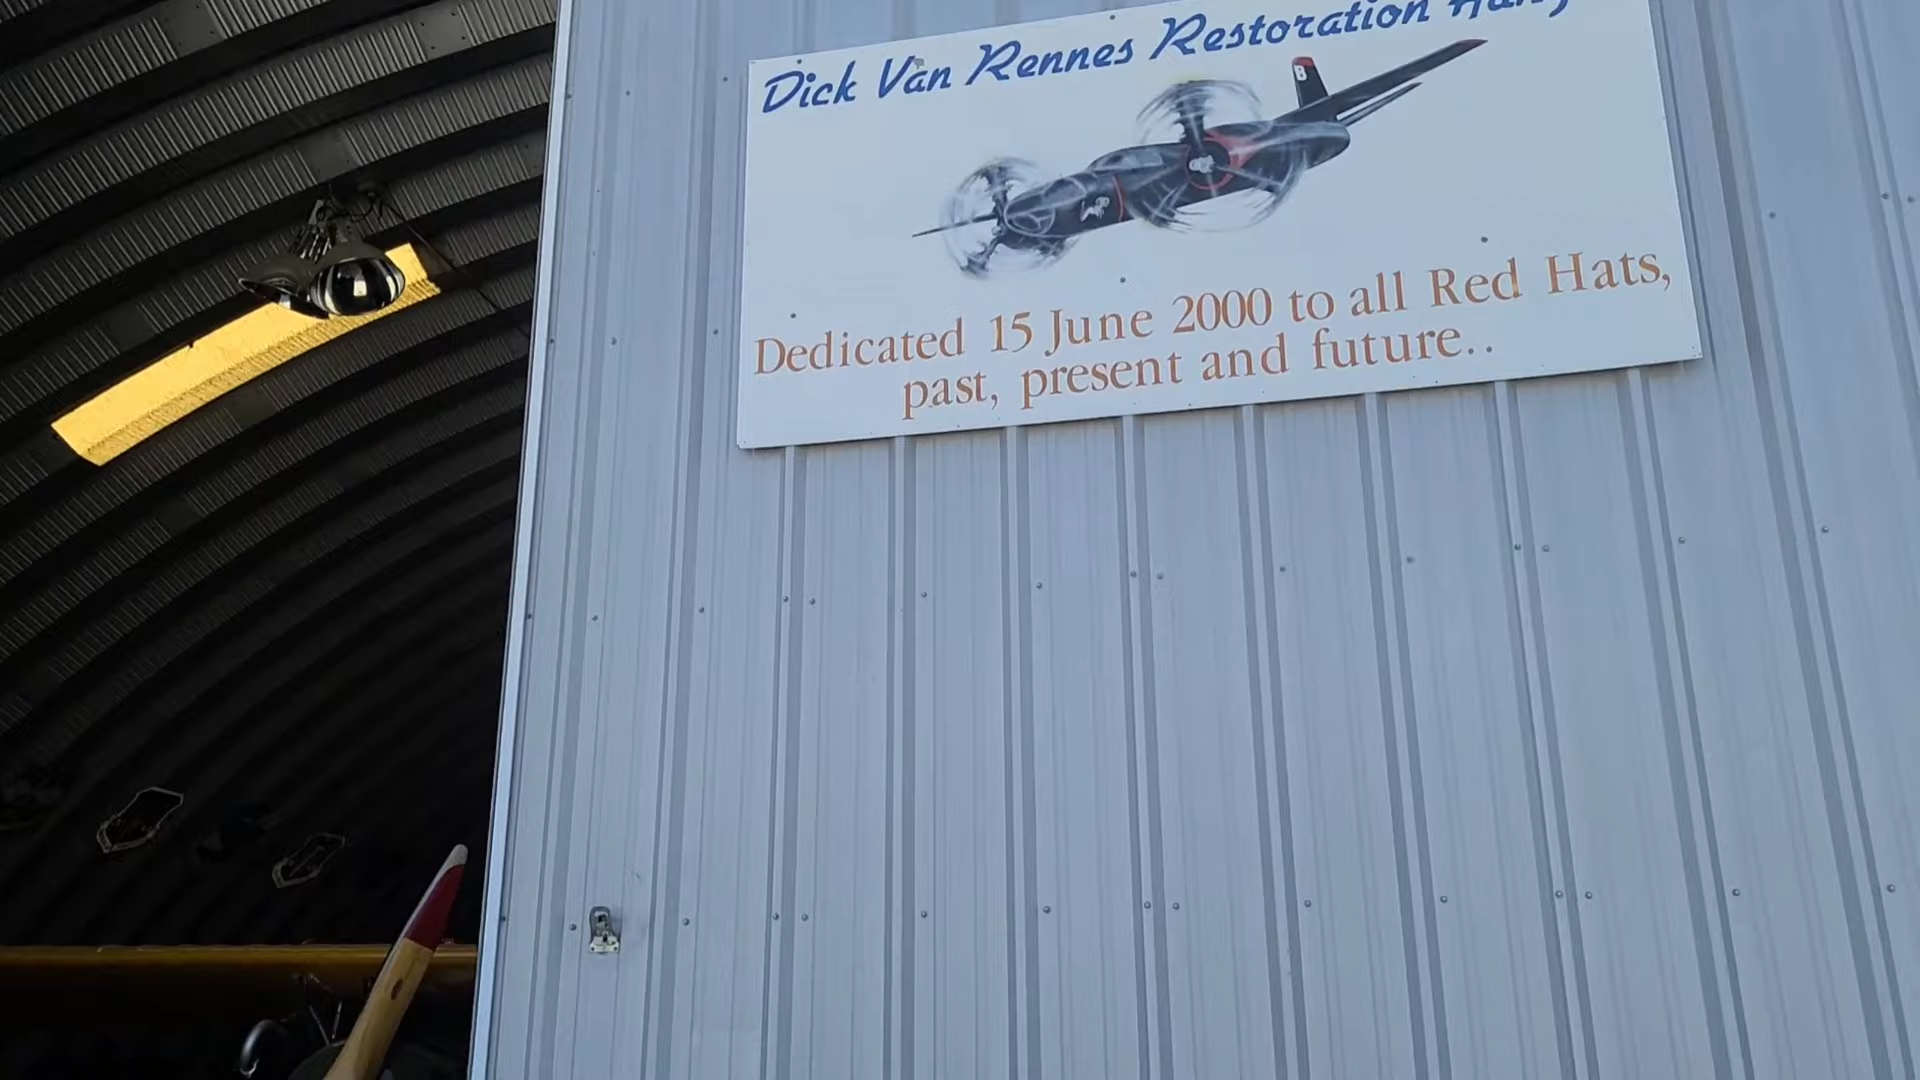 Dick Van Rennes Restoration
B
Dedicated 15 June 2000 to all Red Hats,
past, present and future..